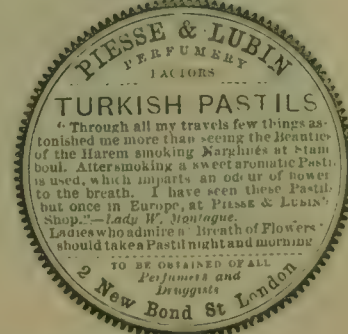 PIESSE & LUBIN
PERFUMERY
FACTORS
TURKISH PASTILS
"Through all my travels few things as-
tonished me more than seeing the Beauties
of the Harem smoking Narghilés at Stam
boul. After smoking a sweet aromatic Pastil
is used, which imparts an odour of flowers
to the breath. I have seen these Pastils
but once in Europe, at PIESSE & LUBIN'S
Shop."—Lady W. Montague.
Ladies who admire a "Breath of Flowers"
should take a Pastil night and morning
TO BE OBTAINED OF ALL
Perfumers and
Druggists
2 New Bond St London